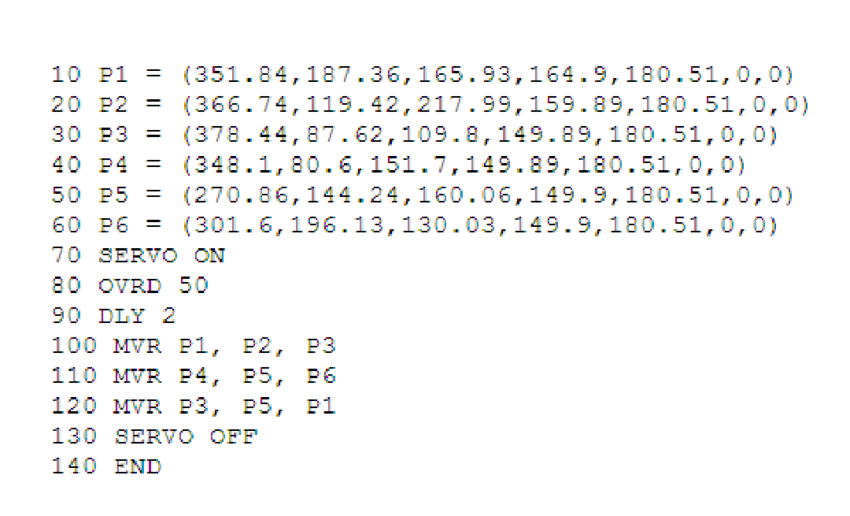 10 P1 = (351.84,187.36,165.93,164.9,180.51,0,0)
20 P2 = (366.74,119.42,217.99,159.89,180.51,0,0)
30 P3 = (378.44,87.62,109.8,149.89,180.51,0,0)
40 P4 = (348.1,80.6,151.7,149.89,180.51,0,0)
50 P5 = (270.86,144.24,160.06,149.9,180.51,0,0)
60 P6 = (301.6,196.13,130.03,149.9,180.51,0,0)
70 SERVO ON
80 OVRD 50
90 DLY 2
100 MVR P1, P2, P3
110 MVR P4, P5, P6
120 MVR P3, P5, P1
130 SERVO OFF
140 END